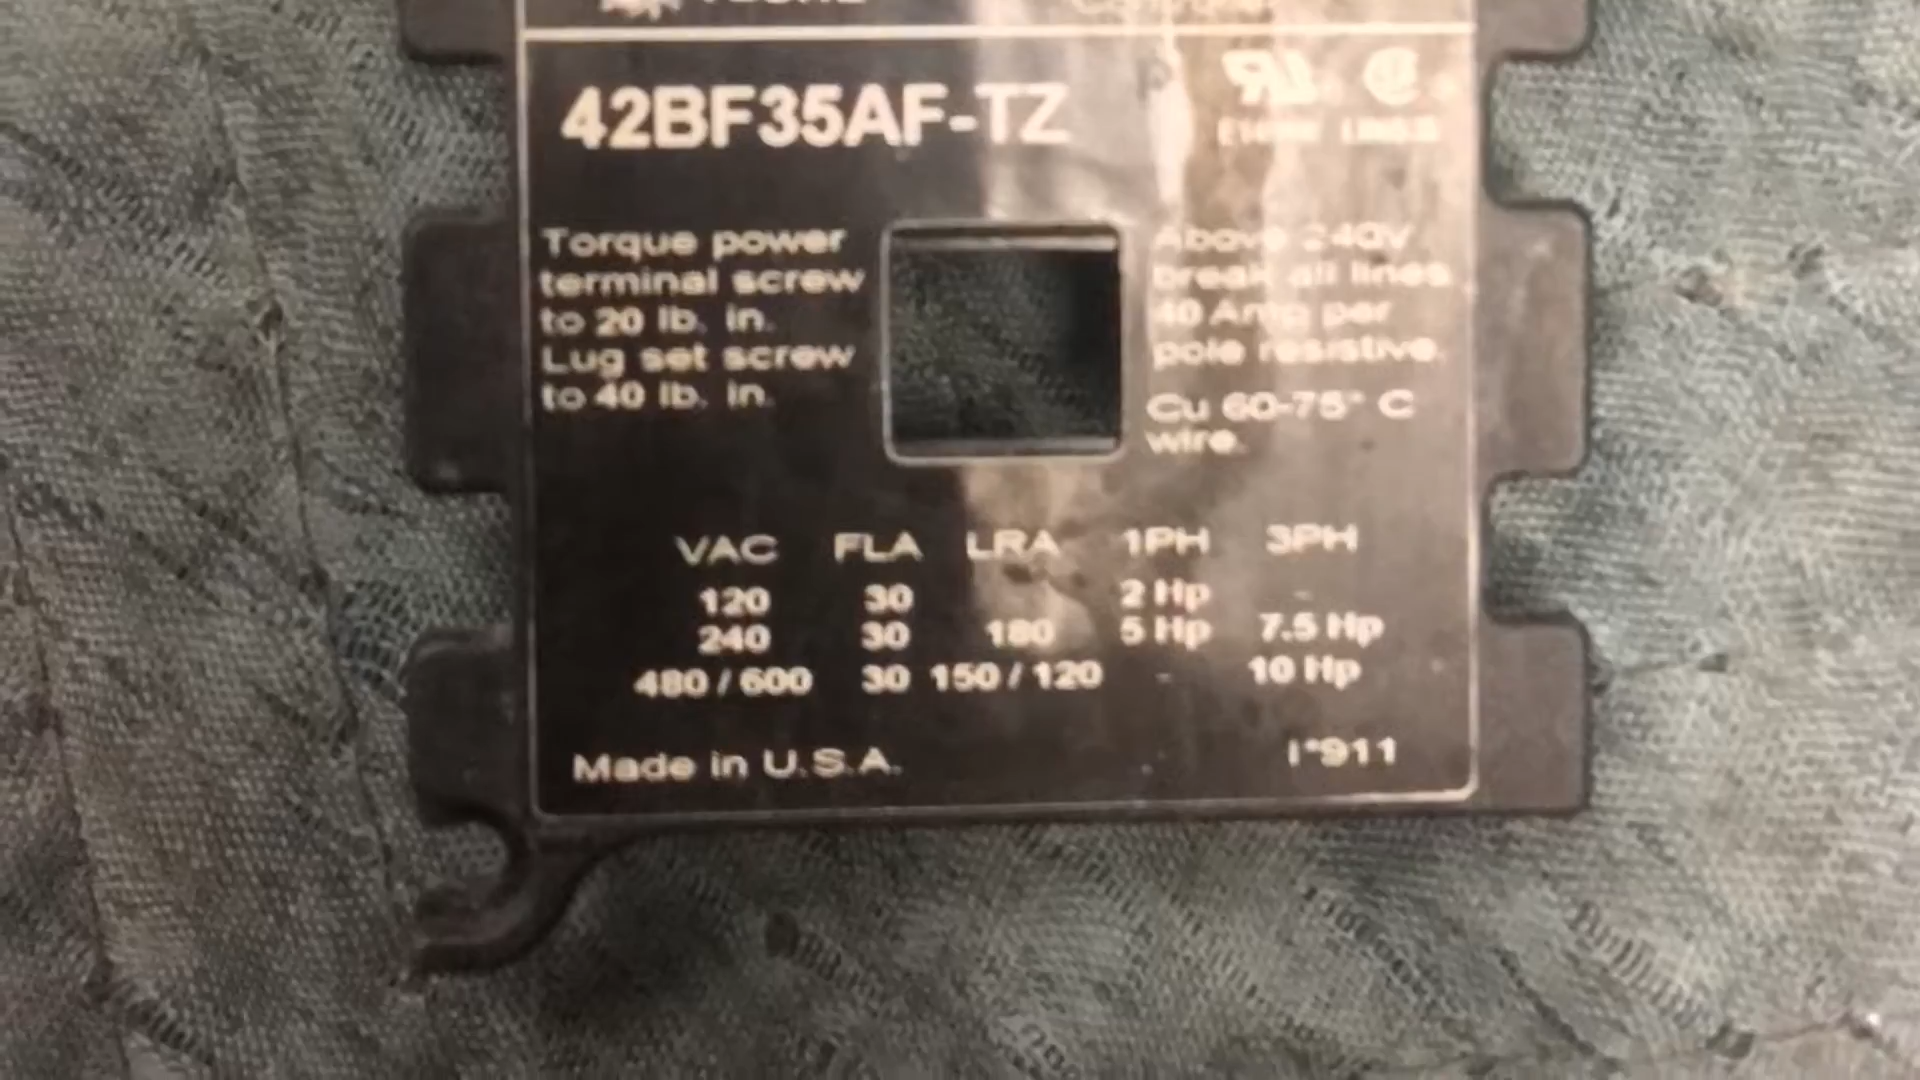 42BF35AF-TZ
Torque power
terminal screw
to 20 lb. in.
Lug set screw
to 40 lb. in.
Above 240V
break all lines
40 Amp per
pole resistive.
Cu 60-75° C
wire.
VAC FLA LRA 1PH 3PH
120 30 2 Hp -
240 30 180 5 Hp 7.5 Hp
480 / 600 30 150 / 120 - 10 Hp
Made in U.S.A. I*911